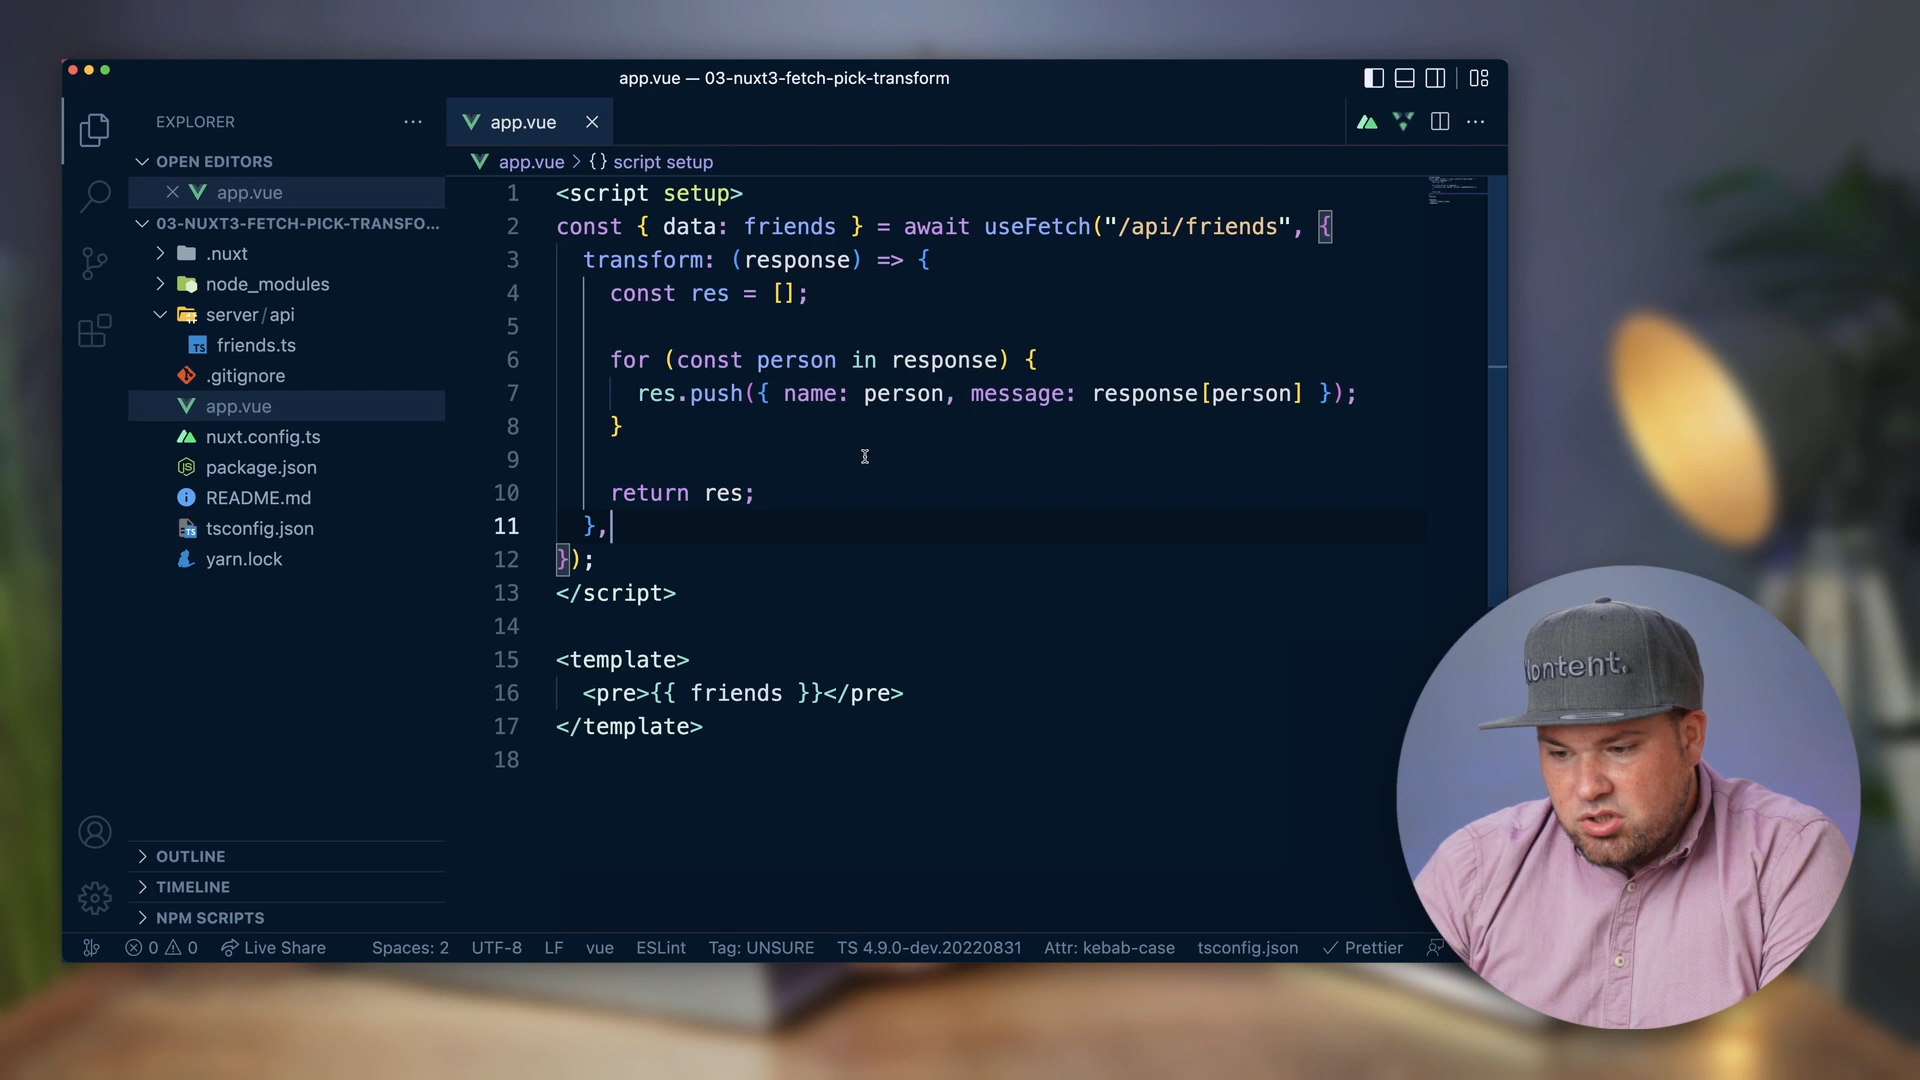 app.vue — 03-nuxt3-fetch-pick-transform
EXPLORER
app.vue
app.vue > {} script setup
OPEN EDITORS
app.vue
03-NUXT3-FETCH-PICK-TRANSFO...
.nuxt
node_modules
server/api
friends.ts
.gitignore
app.vue
nuxt.config.ts
package.json
README.md
tsconfig.json
yarn.lock
OUTLINE
TIMELINE
NPM SCRIPTS
1 <script setup>
2 const { data: friends } = await useFetch("/api/friends", {
3 transform: (response) => {
4 const res = [];
5
6 for (const person in response) {
7 res.push({ name: person, message: response[person] });
8 }
9
10 return res;
11 },
12 });
13 </script>
14
15 <template>
16 <pre>{{ friends }}</pre>
17 </template>
18
0 0 Live Share Spaces: 2 UTF-8 LF vue ESLint Tag: UNSURE TS 4.9.0-dev.20220831 Attr: kebab-case tsconfig.json Prettier
Kontent.